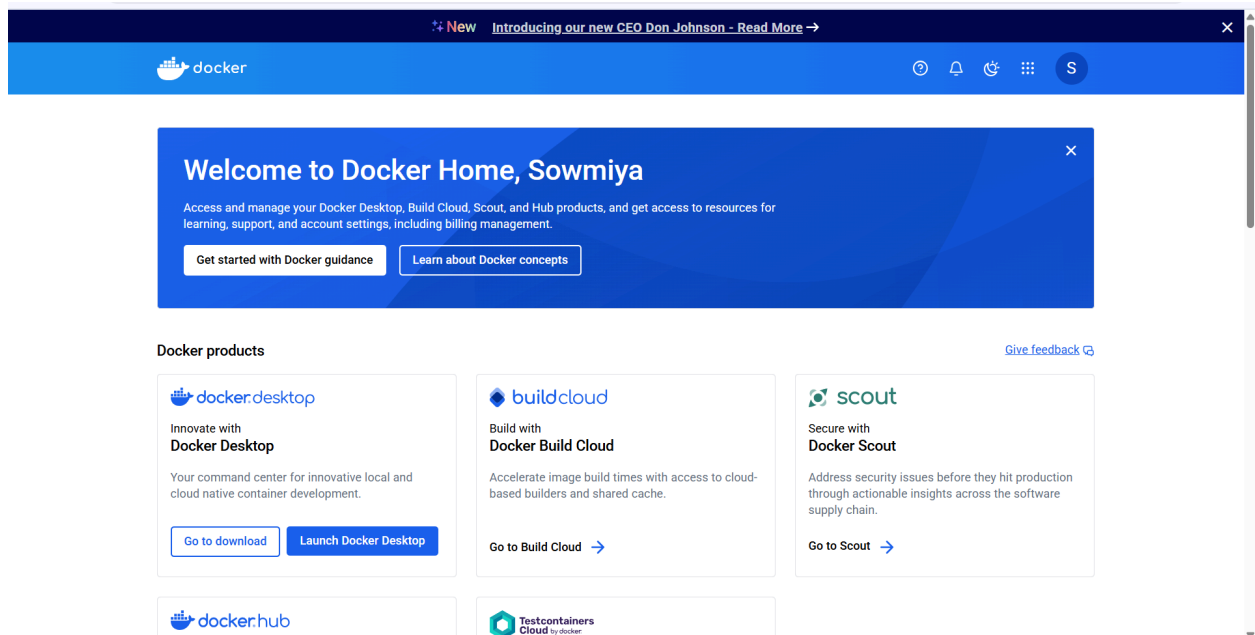 New Introducing our new CEO Don Johnson - Read More
docker
S
Welcome to Docker Home, Sowmiya
Access and manage your Docker Desktop, Build Cloud, Scout, and Hub products, and get access to resources for
learning, support, and account settings, including billing management.
Get started with Docker guidance
Learn about Docker concepts
Docker products
Give feedback
docker.desktop
Innovate with
Docker Desktop
Your command center for innovative local and
cloud native container development.
Go to download
Launch Docker Desktop
buildcloud
Build with
Docker Build Cloud
Accelerate image build times with access to cloud-
based builders and shared cache.
Go to Build Cloud
scout
Secure with
Docker Scout
Address security issues before they hit production
through actionable insights across the software
supply chain.
Go to Scout
docker.hub
Testcontainers
Cloud by docker.